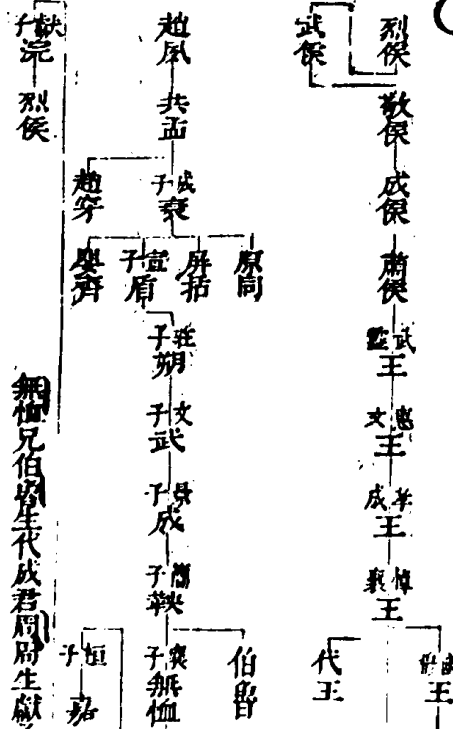 烈侯
武侯
敬侯
成侯
肅侯
武靈王
惠文王
孝成王
悼襄王
王
代王
趙夙
共孟
成子衰
趙穿
原同
屏括
宣子盾
嬰齊
莊子朔
文子武
景子成
簡子鞅
伯魯
襄子無恤
桓子嘉
獻子浣
烈侯
無恤兄伯魯生代成君周周生獻